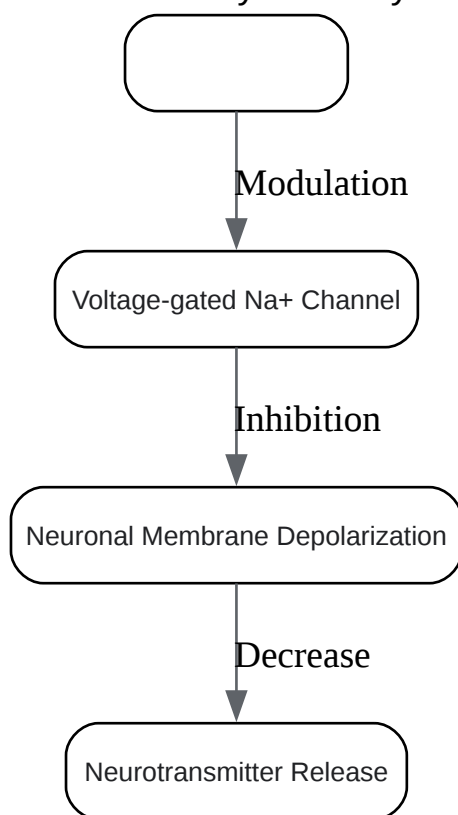 Modulation
Voltage-gated Na+ Channel
Inhibition
Neuronal Membrane Depolarization
Decrease
Neurotransmitter Release